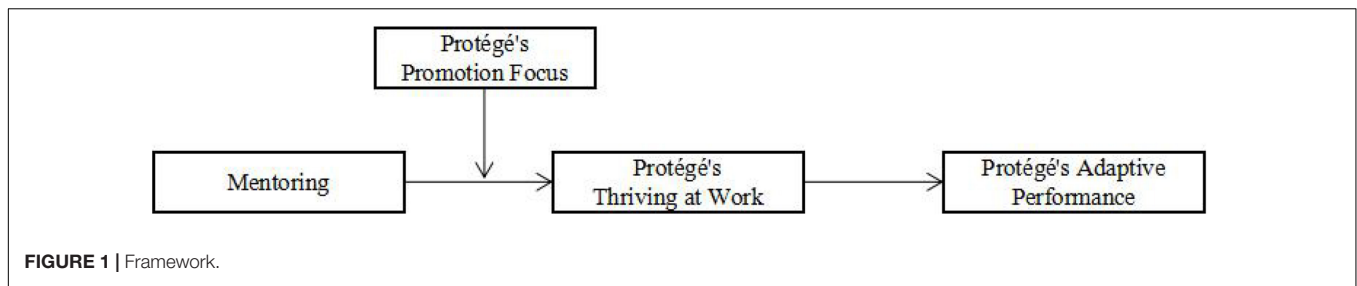 Protégé's
Promotion Focus
Mentoring
Protégé's
Thriving at Work
Protégé's Adaptive
Performance
FIGURE 1 | Framework.